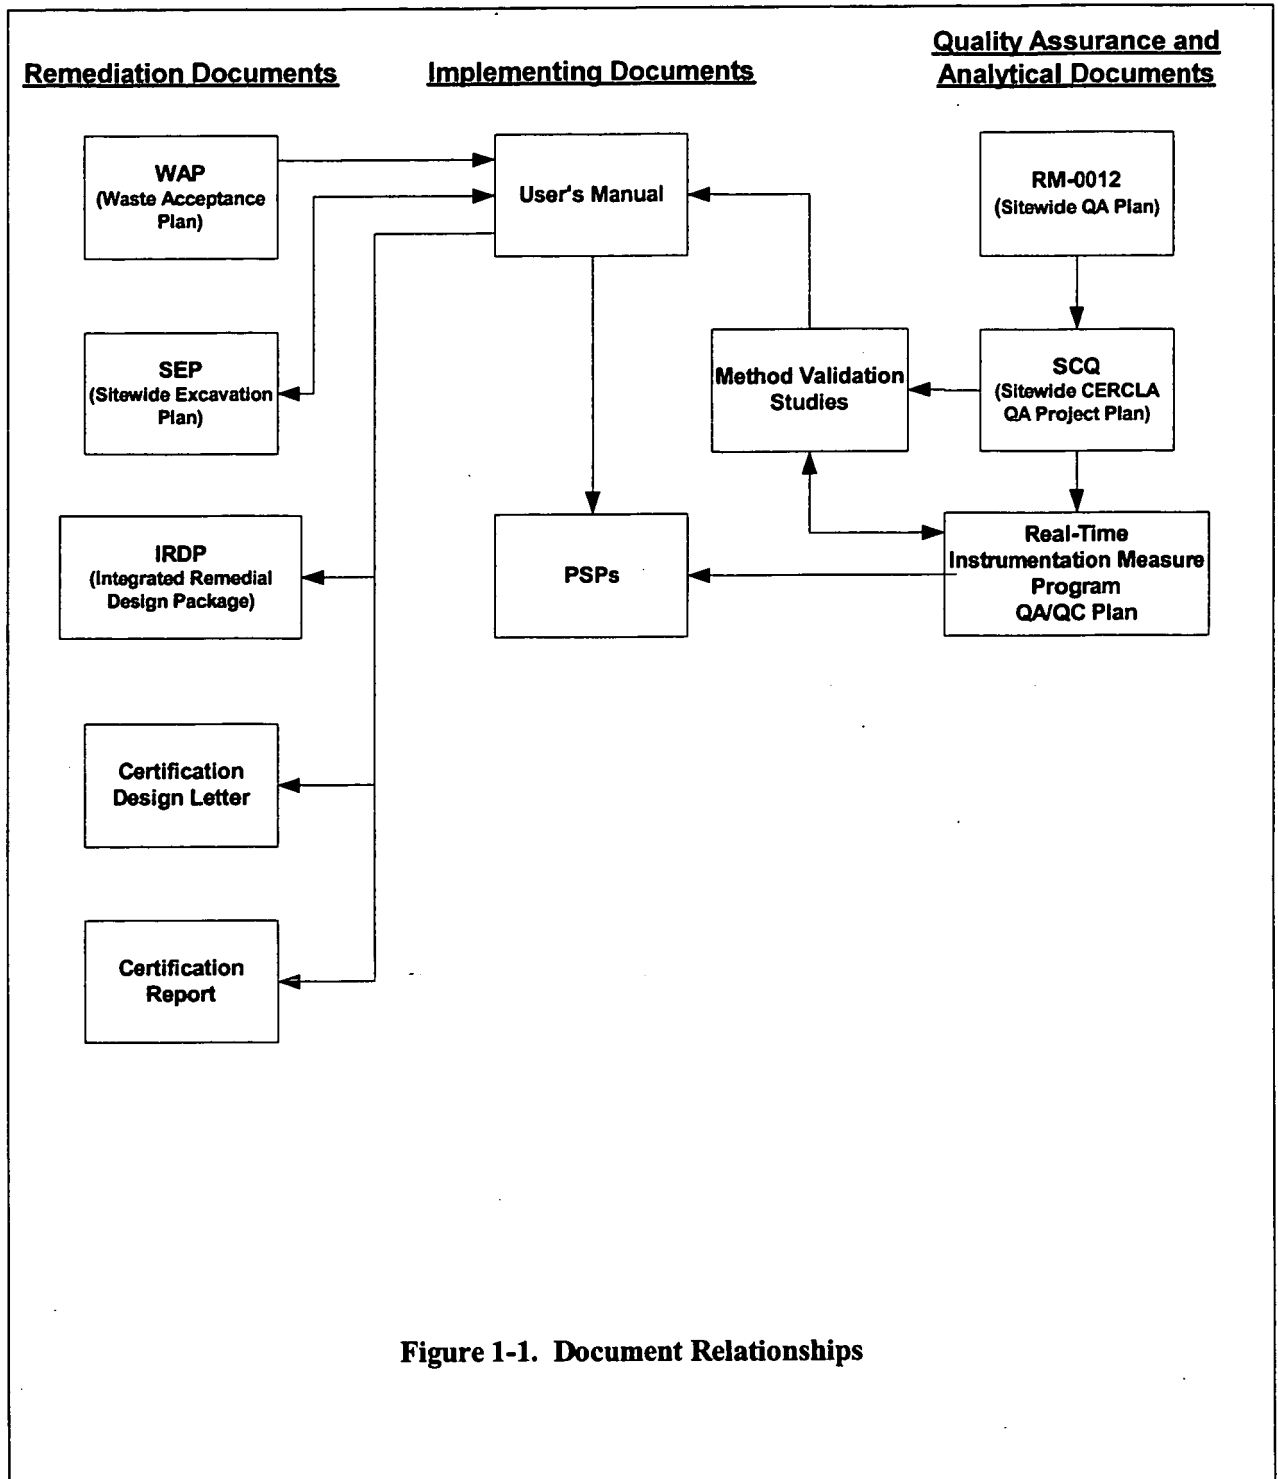 Remediation Documents
Implementing Documents
Quality Assurance and
Analytical Documents
WAP
(Waste Acceptance
Plan)
User's Manual
RM-0012
(Sitewide QA Plan)
SEP
(Sitewide Excavation
Plan)
Method Validation
Studies
SCQ
(Sitewide CERCLA
QA Project Plan)
IRDP
(Integrated Remedial
Design Package)
PSPs
Real-Time
Instrumentation Measure
Program
QA/QC Plan
Certification
Design Letter
Certification
Report
Figure 1-1. Document Relationships